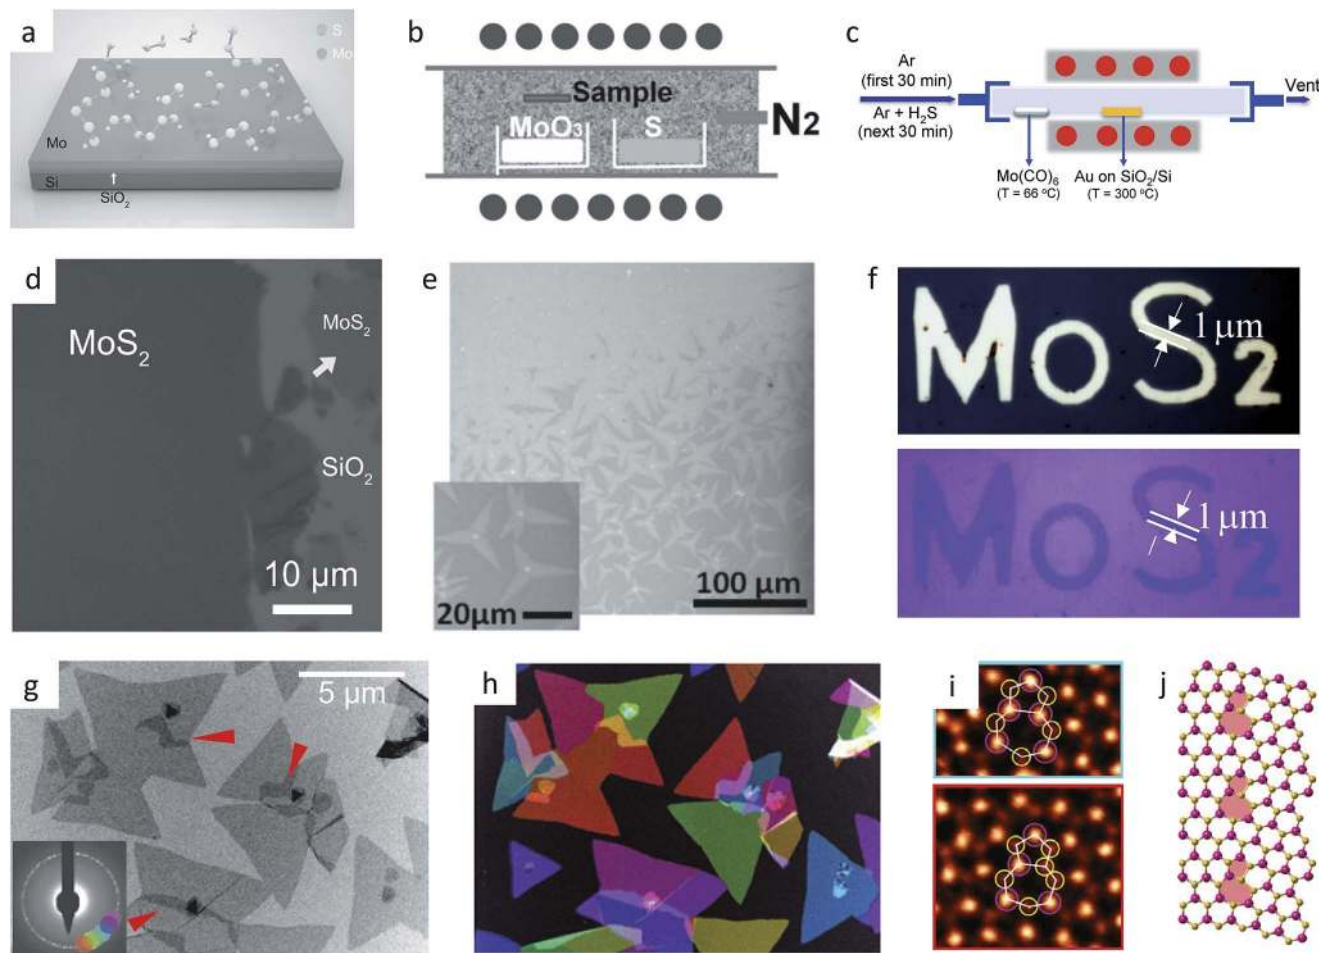 a
S
Mo
Mo
Si
SiO₂
b
Sample
MoO₃
S
N₂
c
Ar
(first 30 min)
Ar + H₂S
(next 30 min)
Vent
Mo(CO)₆
(T = 66 ºC)
Au on SiO₂/Si
(T = 300 ºC)
d
MoS₂
MoS₂
SiO₂
10 µm
e
20µm
100 µm
f
MoS₂
1 µm
MoS₂
1 µm
g
5 µm
h
i
j